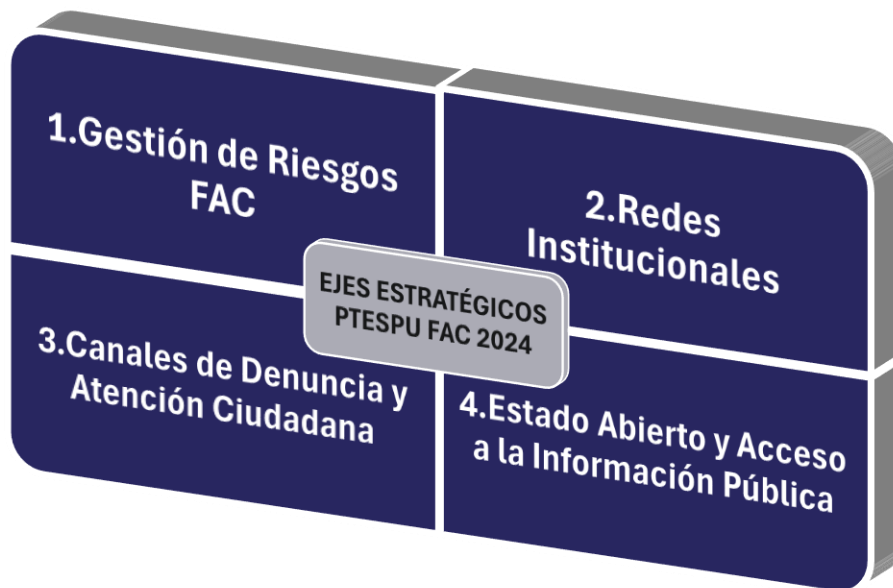 1.Gestión de Riesgos
FAC
2.Redes
Institucionales
EJES ESTRATÉGICOS
PTESPU FAC 2024
3.Canales de Denuncia y
Atención Ciudadana
4.Estado Abierto y Acceso
a la Información Pública